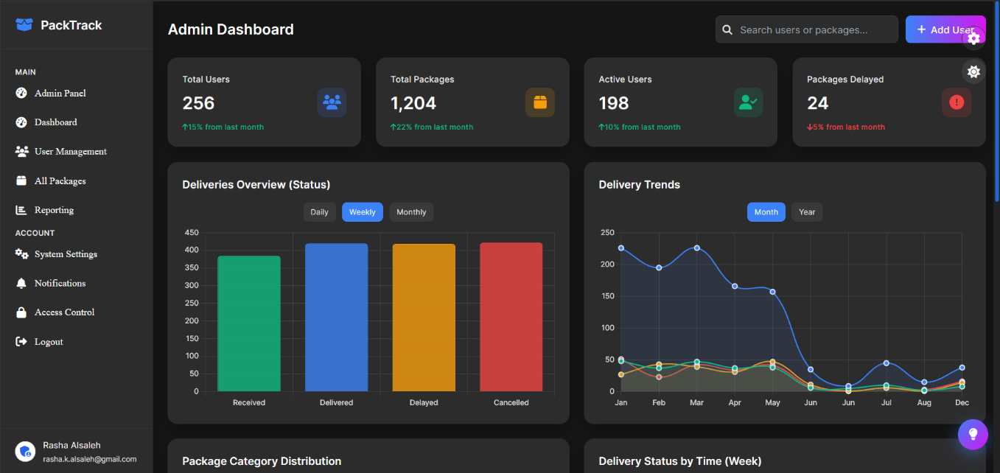 PackTrack
MAIN
Admin Panel
Dashboard
User Management
All Packages
Reporting
ACCOUNT
System Settings
Notifications
Access Control
Logout
Rasha Alsaleh
rasha.k.alsaleh@gmail.com
Admin Dashboard
Search users or packages...
+ Add User
Total Users
256
↑15% from last month
Total Packages
1,204
↑22% from last month
Active Users
198
↑10% from last month
Packages Delayed
24
↓5% from last month
Deliveries Overview (Status)
Daily Weekly Monthly
450
400
350
300
250
200
150
100
50
0
Received Delivered Delayed Cancelled
Delivery Trends
Month Year
250
200
150
100
50
0
Jan Feb Mar Apr May Jun Jun Jul Aug Dec
Package Category Distribution
Delivery Status by Time (Week)